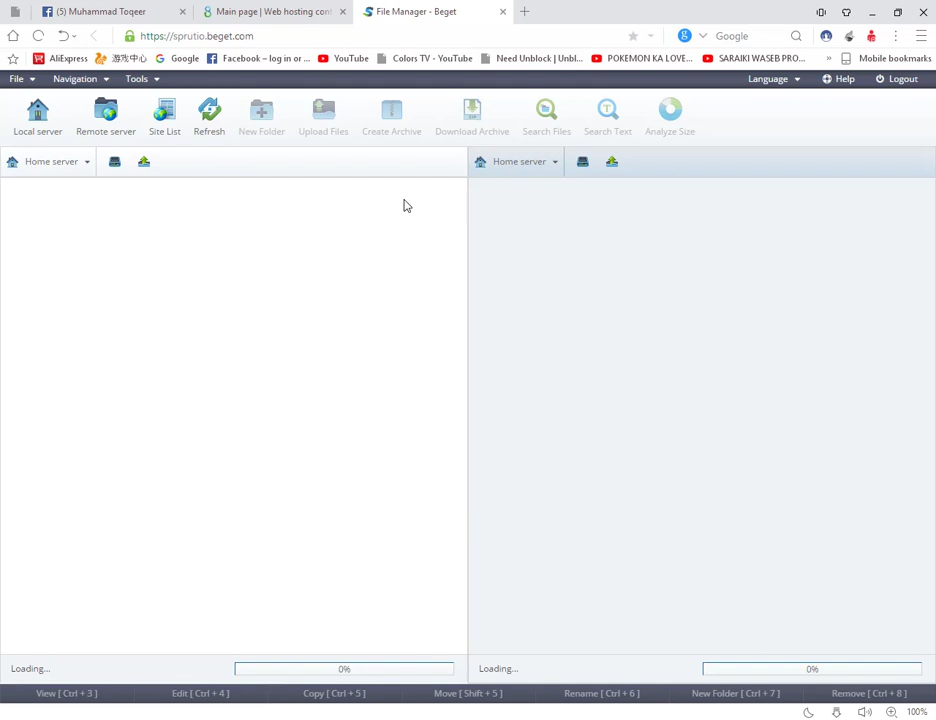 (5) Muhammad Toqeer
Main page | Web hosting cont
File Manager - Beget
https://sprutio.beget.com
Google
AliExpress 游戏中心 Google Facebook – log in or ... YouTube Colors TV - YouTube Need Unblock | Unbl... POKEMON KA LOVE... SARAIKI WASEB PRO... » Mobile bookmarks
File Navigation Tools Language Help Logout
Local server Remote server Site List Refresh New Folder Upload Files Create Archive Download Archive Search Files Search Text Analyze Size
Home server Home server
Loading... 0% Loading... 0%
View [ Ctrl + 3 ] Edit [ Ctrl + 4 ] Copy [ Ctrl + 5 ] Move [ Shift + 5 ] Rename [ Ctrl + 6 ] New Folder [ Ctrl + 7 ] Remove [ Ctrl + 8 ]
100%